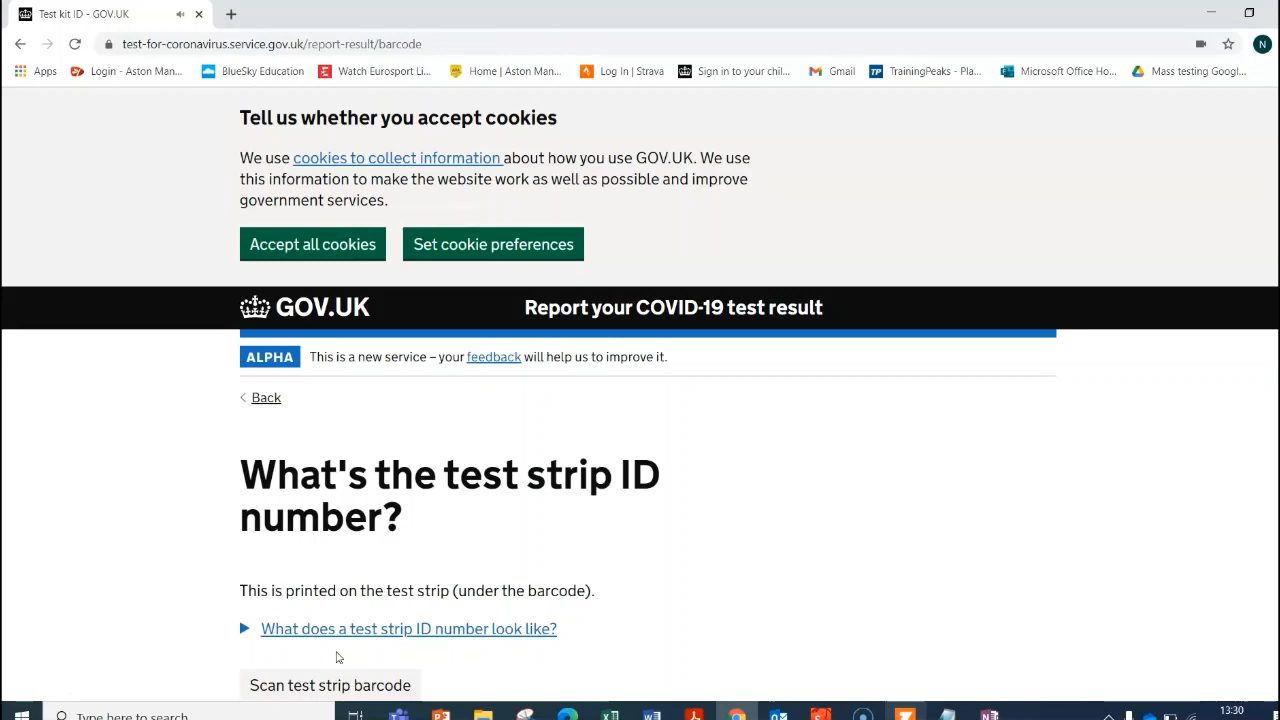 Test kit ID - GOV.UK
test-for-coronavirus.service.gov.uk/report-result/barcode
N
Apps
Login - Aston Man...
BlueSky Education
Watch Eurosport Li...
Home | Aston Man...
Log In | Strava
Sign in to your chil...
Gmail
TrainingPeaks - Pla...
Microsoft Office Ho...
Mass testing Googl...
Tell us whether you accept cookies
We use cookies to collect information about how you use GOV.UK. We use
this information to make the website work as well as possible and improve
government services.
Accept all cookies
Set cookie preferences
GOV.UK
Report your COVID-19 test result
ALPHA
This is a new service – your feedback will help us to improve it.
Back
What's the test strip ID
number?
This is printed on the test strip (under the barcode).
What does a test strip ID number look like?
Scan test strip barcode
Type here to search
13:30